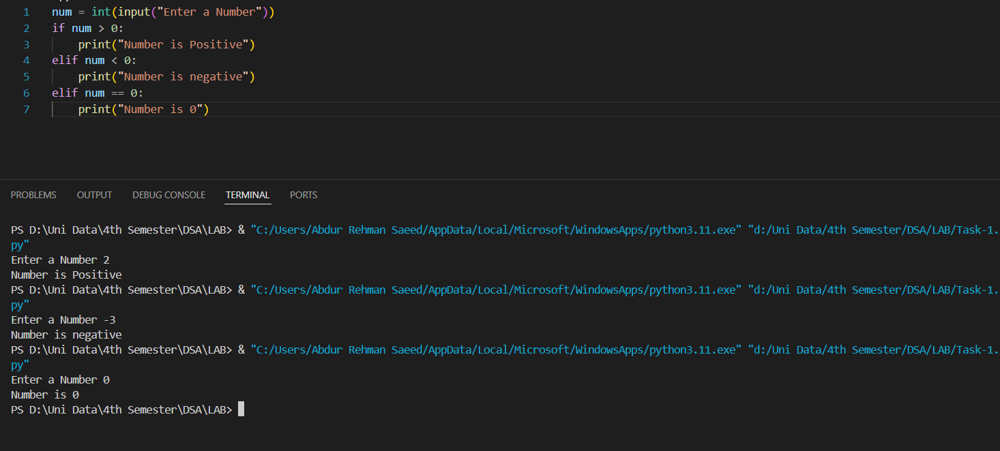 1 num = int(input("Enter a Number"))
2 if num > 0:
3     print("Number is Positive")
4 elif num < 0:
5     print("Number is negative")
6 elif num == 0:
7     print("Number is 0")
PROBLEMS OUTPUT DEBUG CONSOLE TERMINAL PORTS
PS D:\Uni Data\4th Semester\DSA\LAB> & "C:/Users/Abdur Rehman Saeed/AppData/Local/Microsoft/WindowsApps/python3.11.exe" "d:/Uni Data/4th Semester/DSA/LAB/Task-1.
py"
Enter a Number 2
Number is Positive
PS D:\Uni Data\4th Semester\DSA\LAB> & "C:/Users/Abdur Rehman Saeed/AppData/Local/Microsoft/WindowsApps/python3.11.exe" "d:/Uni Data/4th Semester/DSA/LAB/Task-1.
py"
Enter a Number -3
Number is negative
PS D:\Uni Data\4th Semester\DSA\LAB> & "C:/Users/Abdur Rehman Saeed/AppData/Local/Microsoft/WindowsApps/python3.11.exe" "d:/Uni Data/4th Semester/DSA/LAB/Task-1.
py"
Enter a Number 0
Number is 0
PS D:\Uni Data\4th Semester\DSA\LAB>